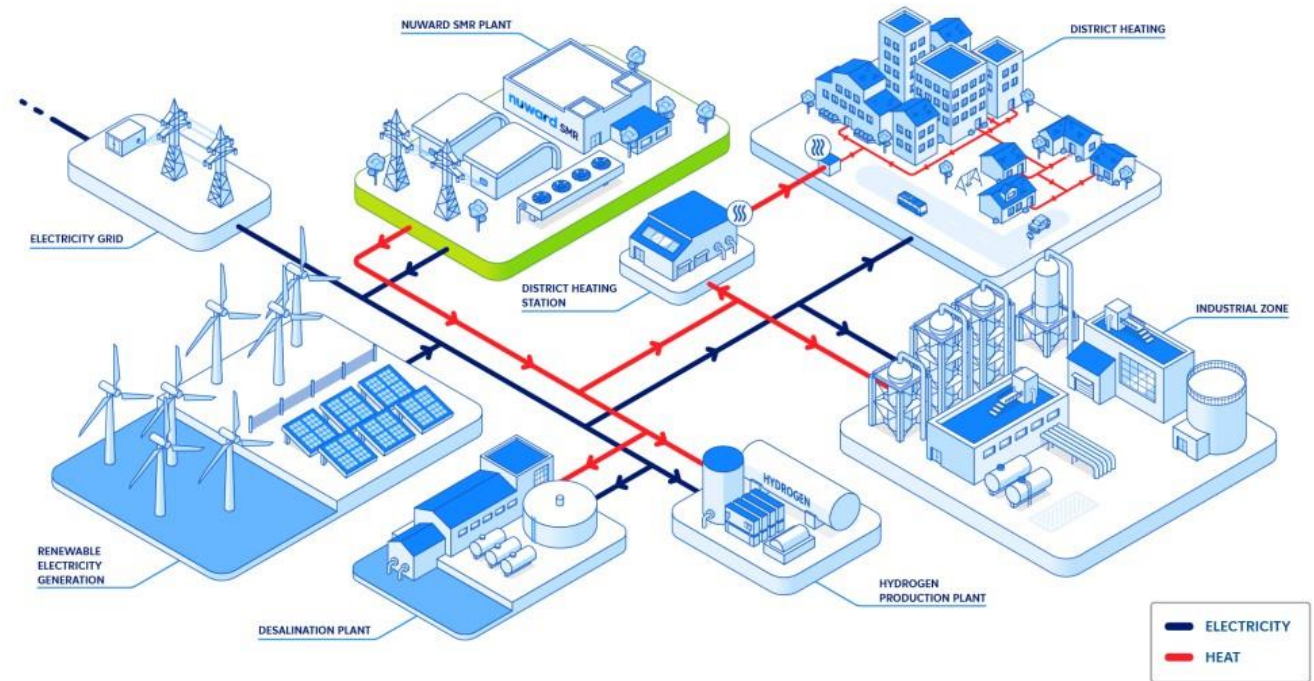 NUWARD SMR PLANT
DISTRICT HEATING
nuward SMR
ELECTRICITY GRID
DISTRICT HEATING
STATION
INDUSTRIAL ZONE
HYDROGEN
RENEWABLE
ELECTRICITY
GENERATION
HYDROGEN
PRODUCTION PLANT
DESALINATION PLANT
ELECTRICITY
HEAT